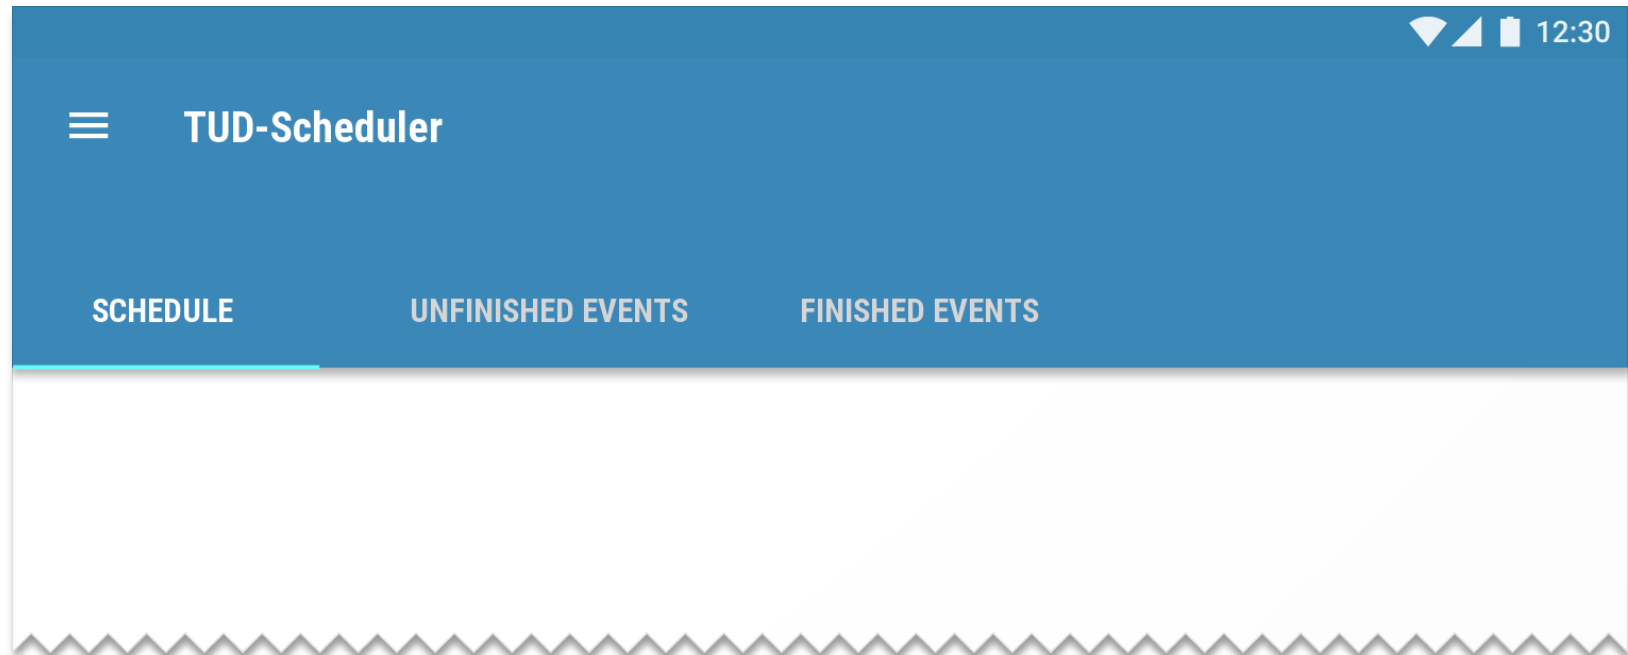 12:30
TUD-Scheduler
SCHEDULE UNFINISHED EVENTS FINISHED EVENTS